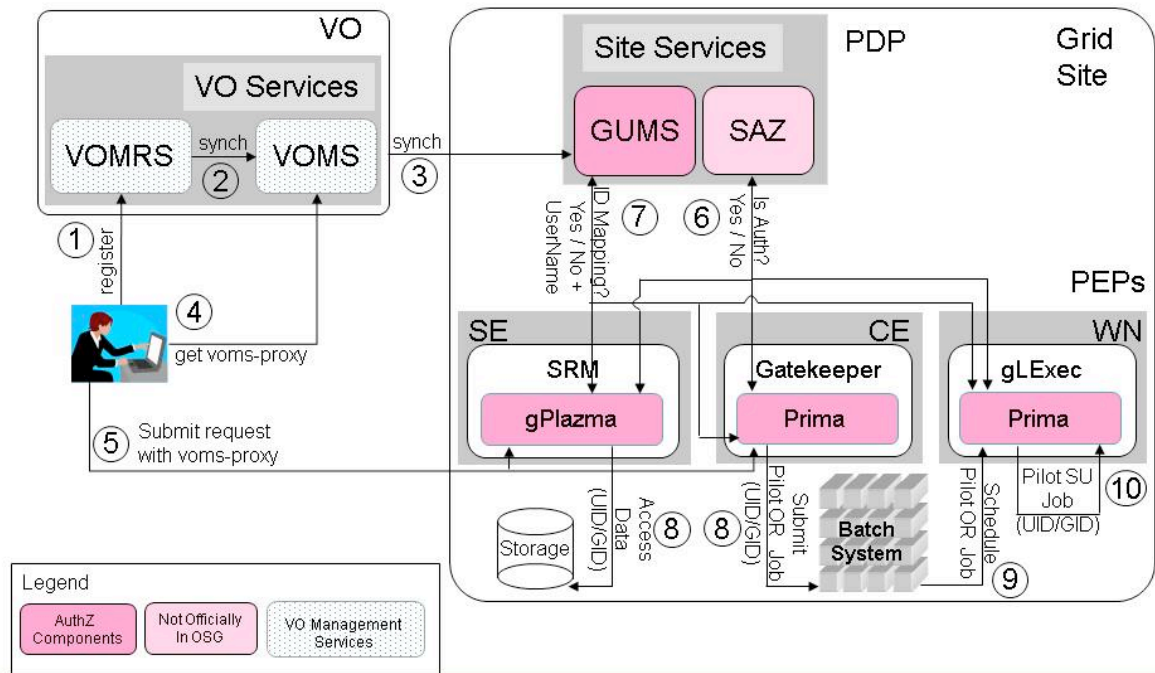 VO
VO Services
VOMRS
synch
2
VOMS
synch
3
1
register
4
get voms-proxy
5
Submit request
with voms-proxy
Site Services
PDP
Grid
Site
GUMS
SAZ
ID Mapping?
Yes / No +
UserName
7
6
Is Auth?
Yes / No
PEPs
SE
SRM
gPlazma
CE
Gatekeeper
Prima
WN
gLExec
Prima
Storage
Access
Data
(UID/GID)
8
8
Submit
Pilot OR Job
(UID/GID)
Batch
System
Schedule
Pilot OR Job
9
Pilot SU
Job
(UID/GID)
10
Legend
AuthZ
Components
Not Officially
In OSG
VO Management
Services